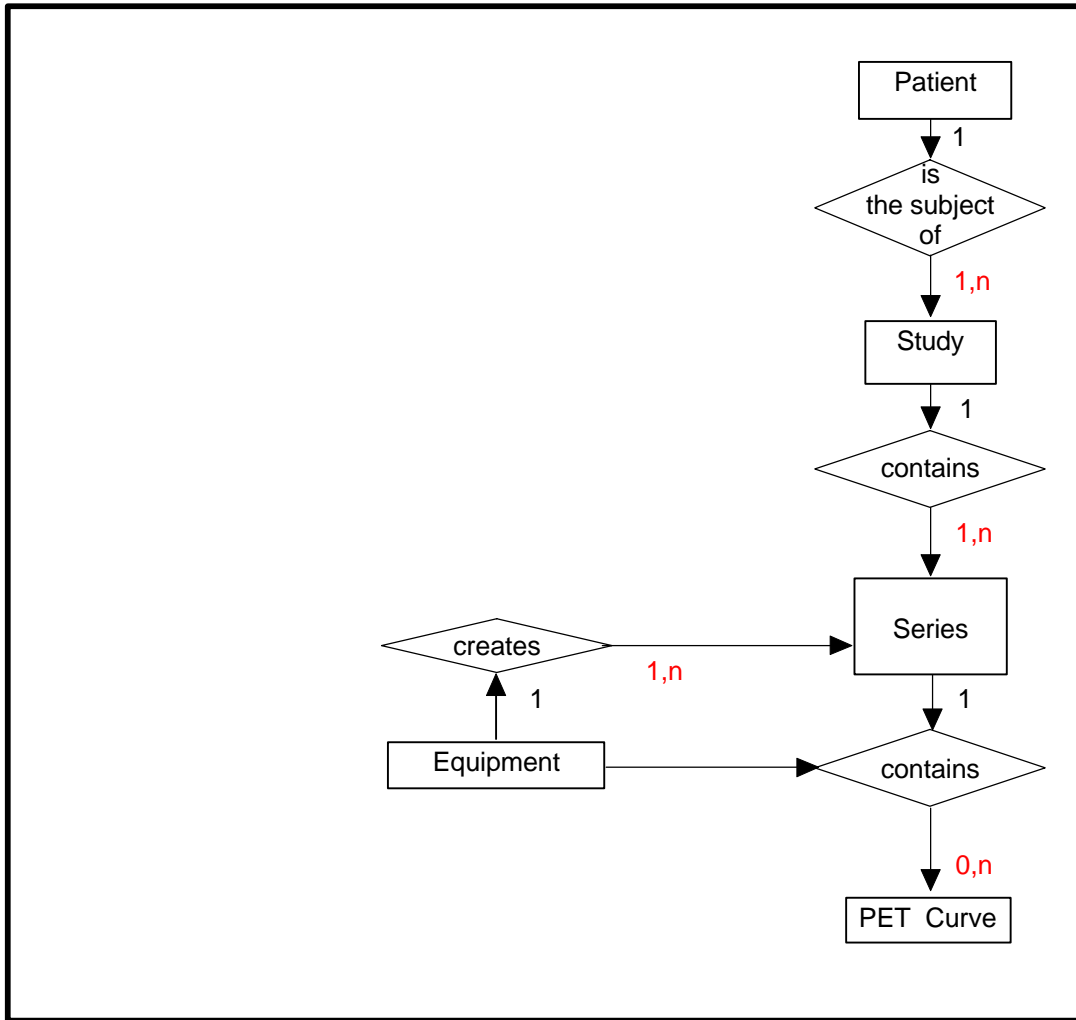 Patient
1
is
the subject
of
1,n
Study
1
contains
1,n
Series
creates
1,n
1
1
Equipment
contains
0,n
PET Curve